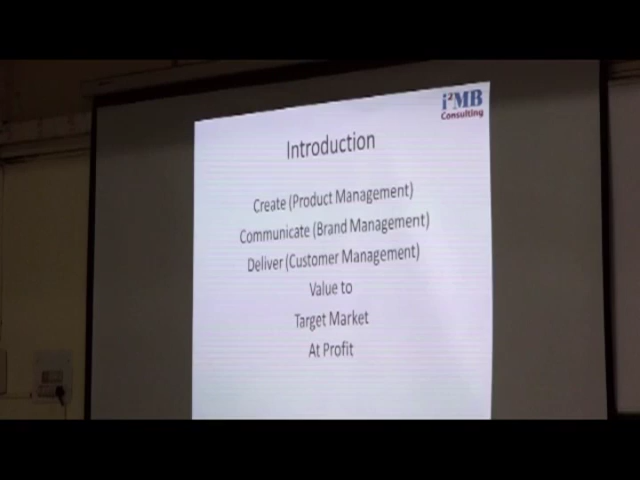 i²MB
Consulting
Introduction
Create (Product Management)
Communicate (Brand Management)
Deliver (Customer Management)
Value to
Target Market
At Profit